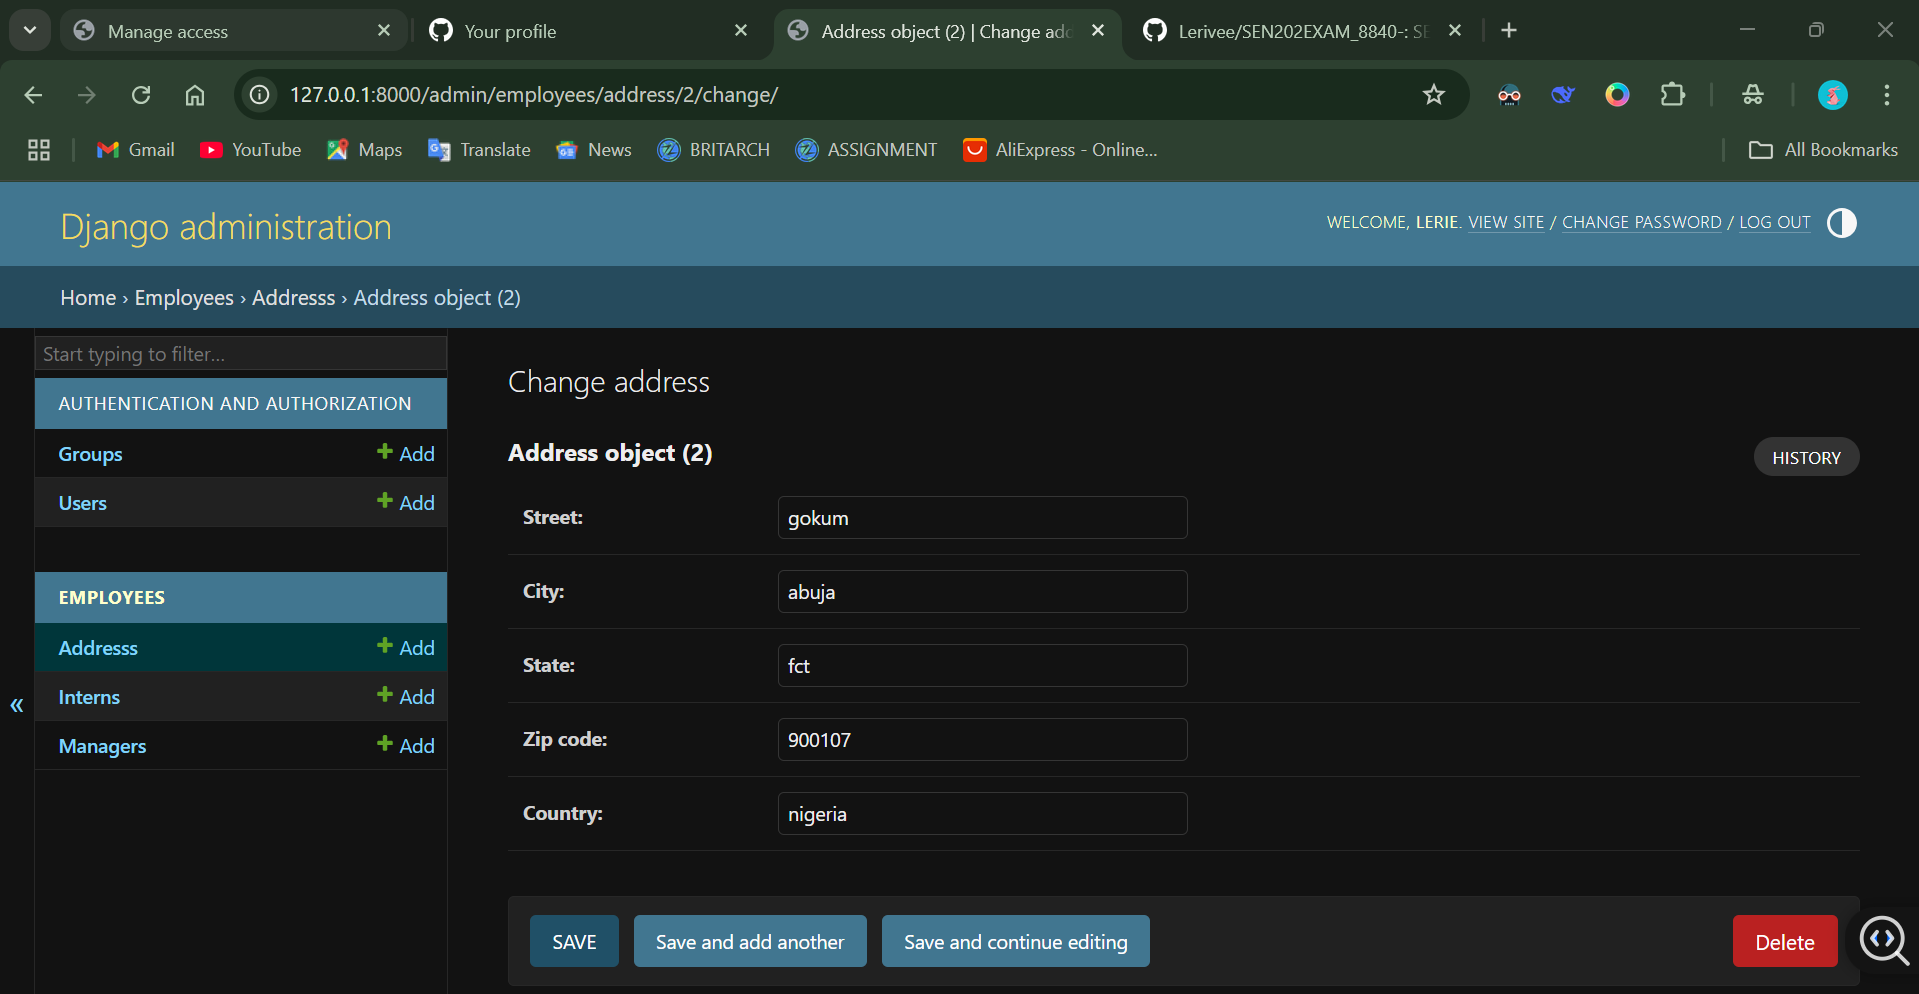 Manage access
Your profile
Address object (2) | Change add
Lerivee/SEN202EXAM_8840-: SE
127.0.0.1:8000/admin/employees/address/2/change/
Gmail
YouTube
Maps
Translate
News
BRITARCH
ASSIGNMENT
AliExpress - Online...
All Bookmarks
Django administration
WELCOME, LERIE. VIEW SITE / CHANGE PASSWORD / LOG OUT
Home › Employees › Addresss › Address object (2)
Start typing to filter...
AUTHENTICATION AND AUTHORIZATION
Groups + Add
Users + Add
EMPLOYEES
Addresss + Add
Interns + Add
Managers + Add
«
Change address
Address object (2)
HISTORY
Street: gokum
City: abuja
State: fct
Zip code: 900107
Country: nigeria
SAVE
Save and add another
Save and continue editing
Delete